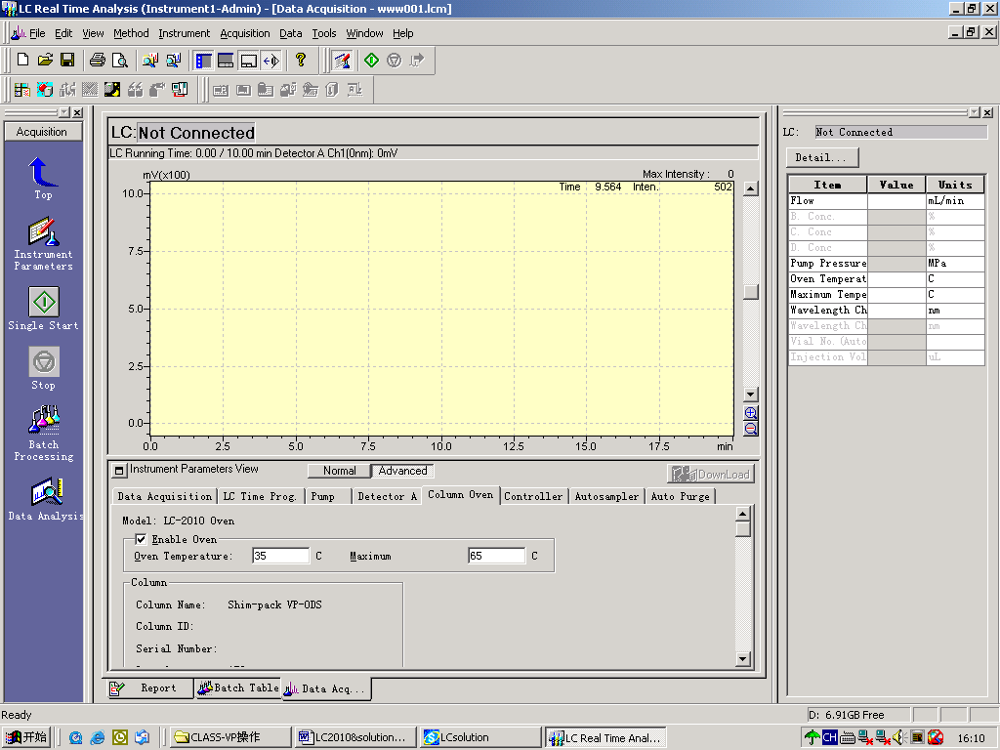 LC Real Time Analysis (Instrument1-Admin) - [Data Acquisition - www001.lcm]
File Edit View Method Instrument Acquisition Data Tools Window Help
Acquisition
Top
Instrument
Parameters
Single Start
Stop
Batch
Processing
Data Analysis
LC: Not Connected
LC Running Time: 0.00 / 10.00 min Detector A Ch1(0nm): 0mV
mV(x100)
Max Intensity : 0
Time 9.564 Inten. 502
10.0
7.5
5.0
2.5
0.0
0.0 2.5 5.0 7.5 10.0 12.5 15.0 17.5 min
Instrument Parameters View Normal Advanced DownLoad
Data Acquisition LC Time Prog. Pump Detector A Column Oven Controller Autosampler Auto Purge
Model: LC-2010 Oven
Enable Oven
Oven Temperature: 35 C Maximum 65 C
Column
Column Name: Shim-pack VP-ODS
Column ID:
Serial Number:
Report Batch Table Data Acq...
LC: Not Connected
Detail...
Item Value Units
Flow mL/min
B. Conc. %
C. Conc %
D. Conc %
Pump Pressure MPa
Oven Temperat C
Maximum Tempe C
Wavelength Ch nm
Wavelength Ch nm
Vial No.(Auto
Injection Vol uL
Ready D: 6.91GB Free
开始 CLASS-VP操作 LC2010&solution... LCsolution LC Real Time Anal... CH 16:10